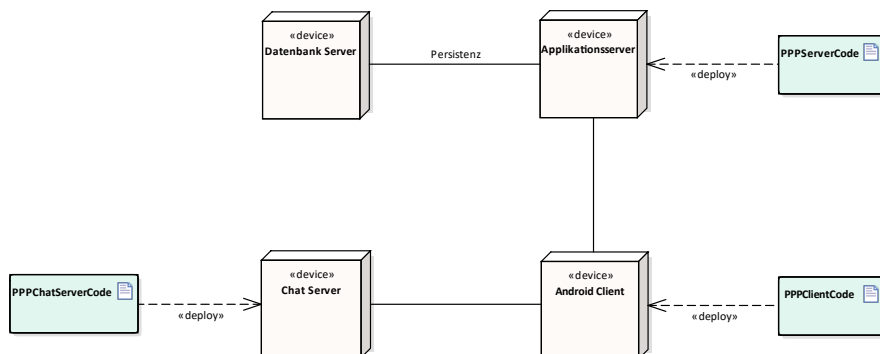 «device»
Datenbank Server
Persistenz
«device»
Applikationsserver
«deploy»
PPPServerCode
PPPChatServerCode
«deploy»
«device»
Chat Server
«device»
Android Client
«deploy»
PPPClientCode